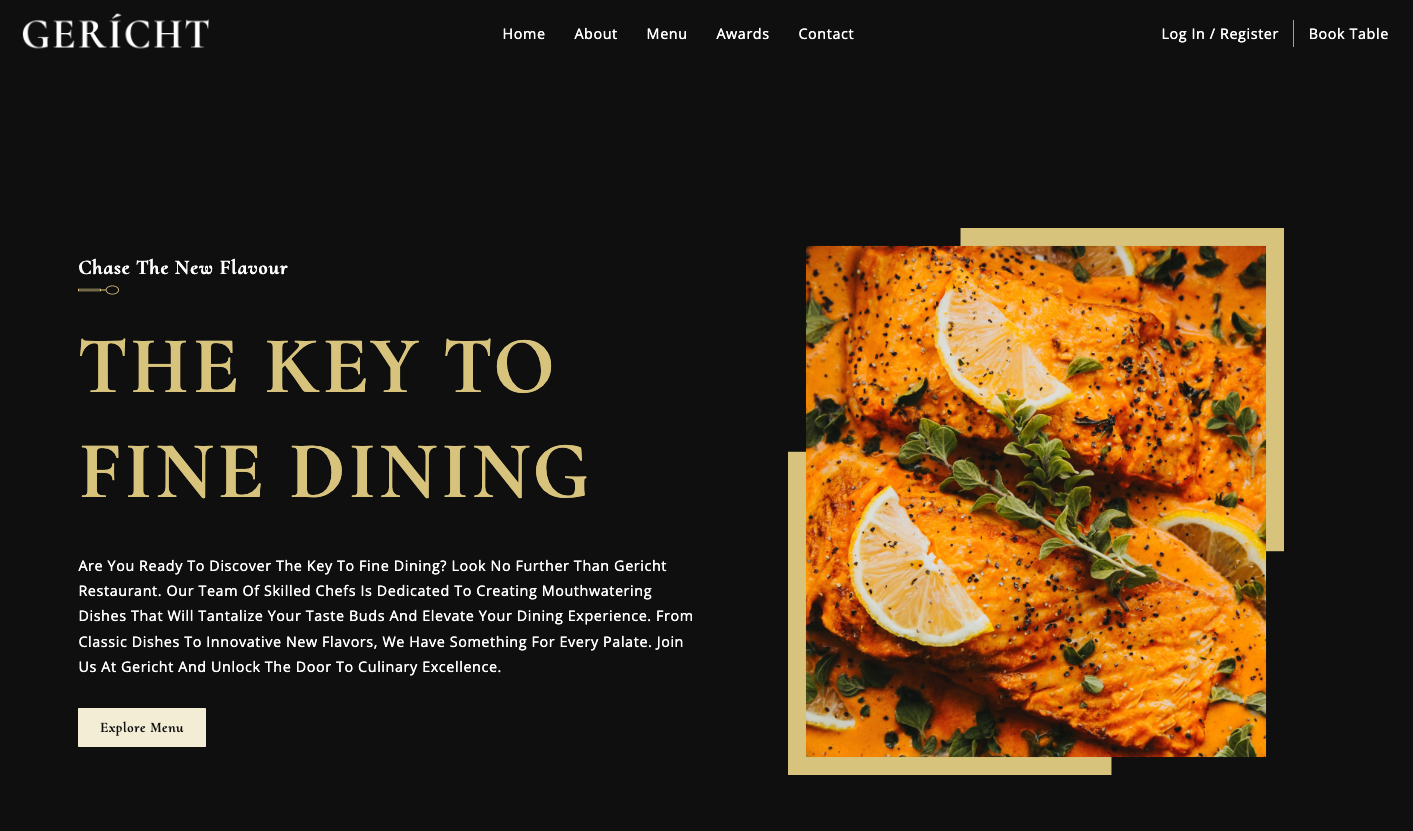 GERÍCHT
Home About Menu Awards Contact
Log In / Register Book Table
Chase The New Flavour
THE KEY TO
FINE DINING
Are You Ready To Discover The Key To Fine Dining? Look No Further Than Gericht
Restaurant. Our Team Of Skilled Chefs Is Dedicated To Creating Mouthwatering
Dishes That Will Tantalize Your Taste Buds And Elevate Your Dining Experience. From
Classic Dishes To Innovative New Flavors, We Have Something For Every Palate. Join
Us At Gericht And Unlock The Door To Culinary Excellence.
Explore Menu